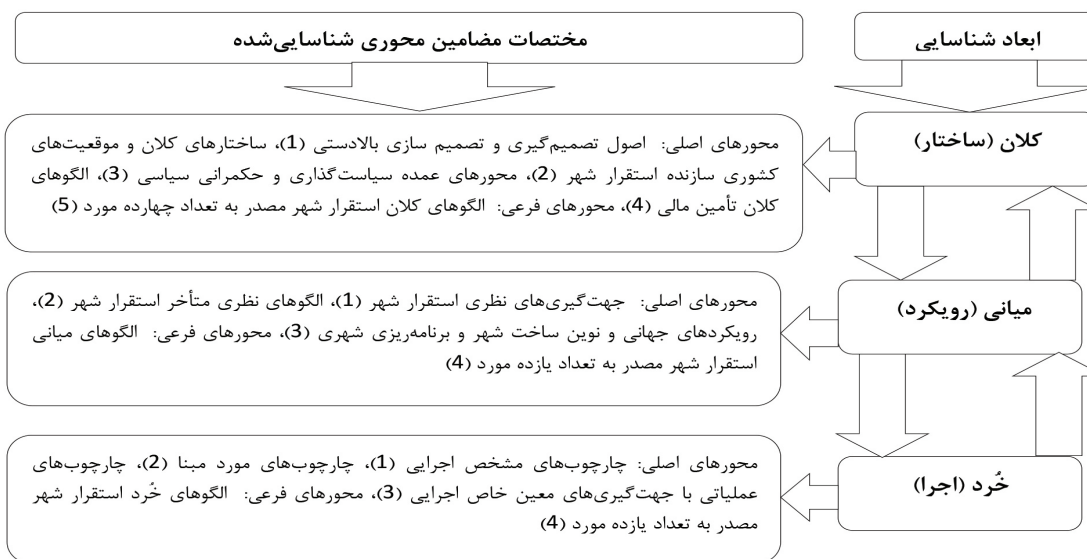 ابعاد شناسایی
مختصات مضامین محوری شناسایی‌شده
کلان (ساختار)
محورهای اصلی: اصول تصمیم‌گیری و تصمیم سازی بالادستی (1)، ساختارهای کلان و موقعیت‌های
کشوری سازنده استقرار شهر (2)، محورهای عمده سیاست‌گذاری و حکمرانی سیاسی (3)، الگوهای
کلان تأمین مالی (4)، محورهای فرعی: الگوهای کلان استقرار شهر مصدر به تعداد چهارده مورد (5)
میانی (رویکرد)
محورهای اصلی: جهت‌گیری‌های نظری استقرار شهر (1)، الگوهای نظری متأخر استقرار شهر (2)،
رویکردهای جهانی و نوین ساخت شهر و برنامه‌ریزی شهری (3)، محورهای فرعی: الگوهای میانی
استقرار شهر مصدر به تعداد یازده مورد (4)
خُرد (اجرا)
محورهای اصلی: چارچوب‌های مشخص اجرایی (1)، چارچوب‌های مورد مبنا (2)، چارچوب‌های
عملیاتی با جهت‌گیری‌های معین خاص اجرایی (3)، محورهای فرعی: الگوهای خُرد استقرار شهر
مصدر به تعداد یازده مورد (4)